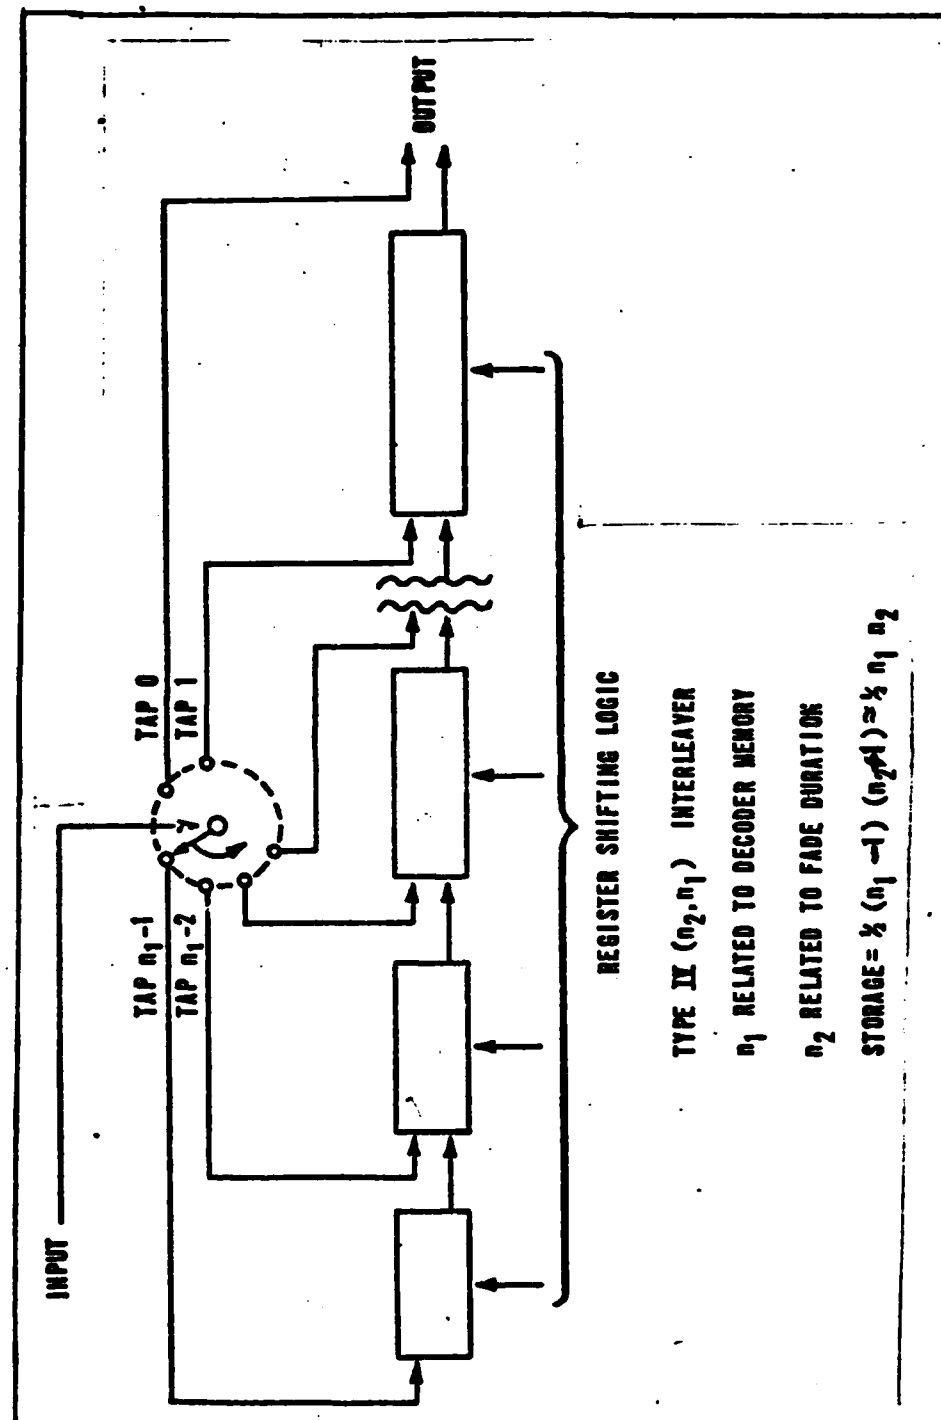 INPUT
OUTPUT
TAP 0
TAP 1
TAP n₁-1
TAP n₁-2
γ
REGISTER SHIFTING LOGIC
TYPE IV (n₂,n₁) INTERLEAVER
n₁ RELATED TO DECODER MEMORY
n₂ RELATED TO FADE DURATION
STORAGE= ½ (n₁ -1) (n₂+1) ≈ ½ n₁ n₂